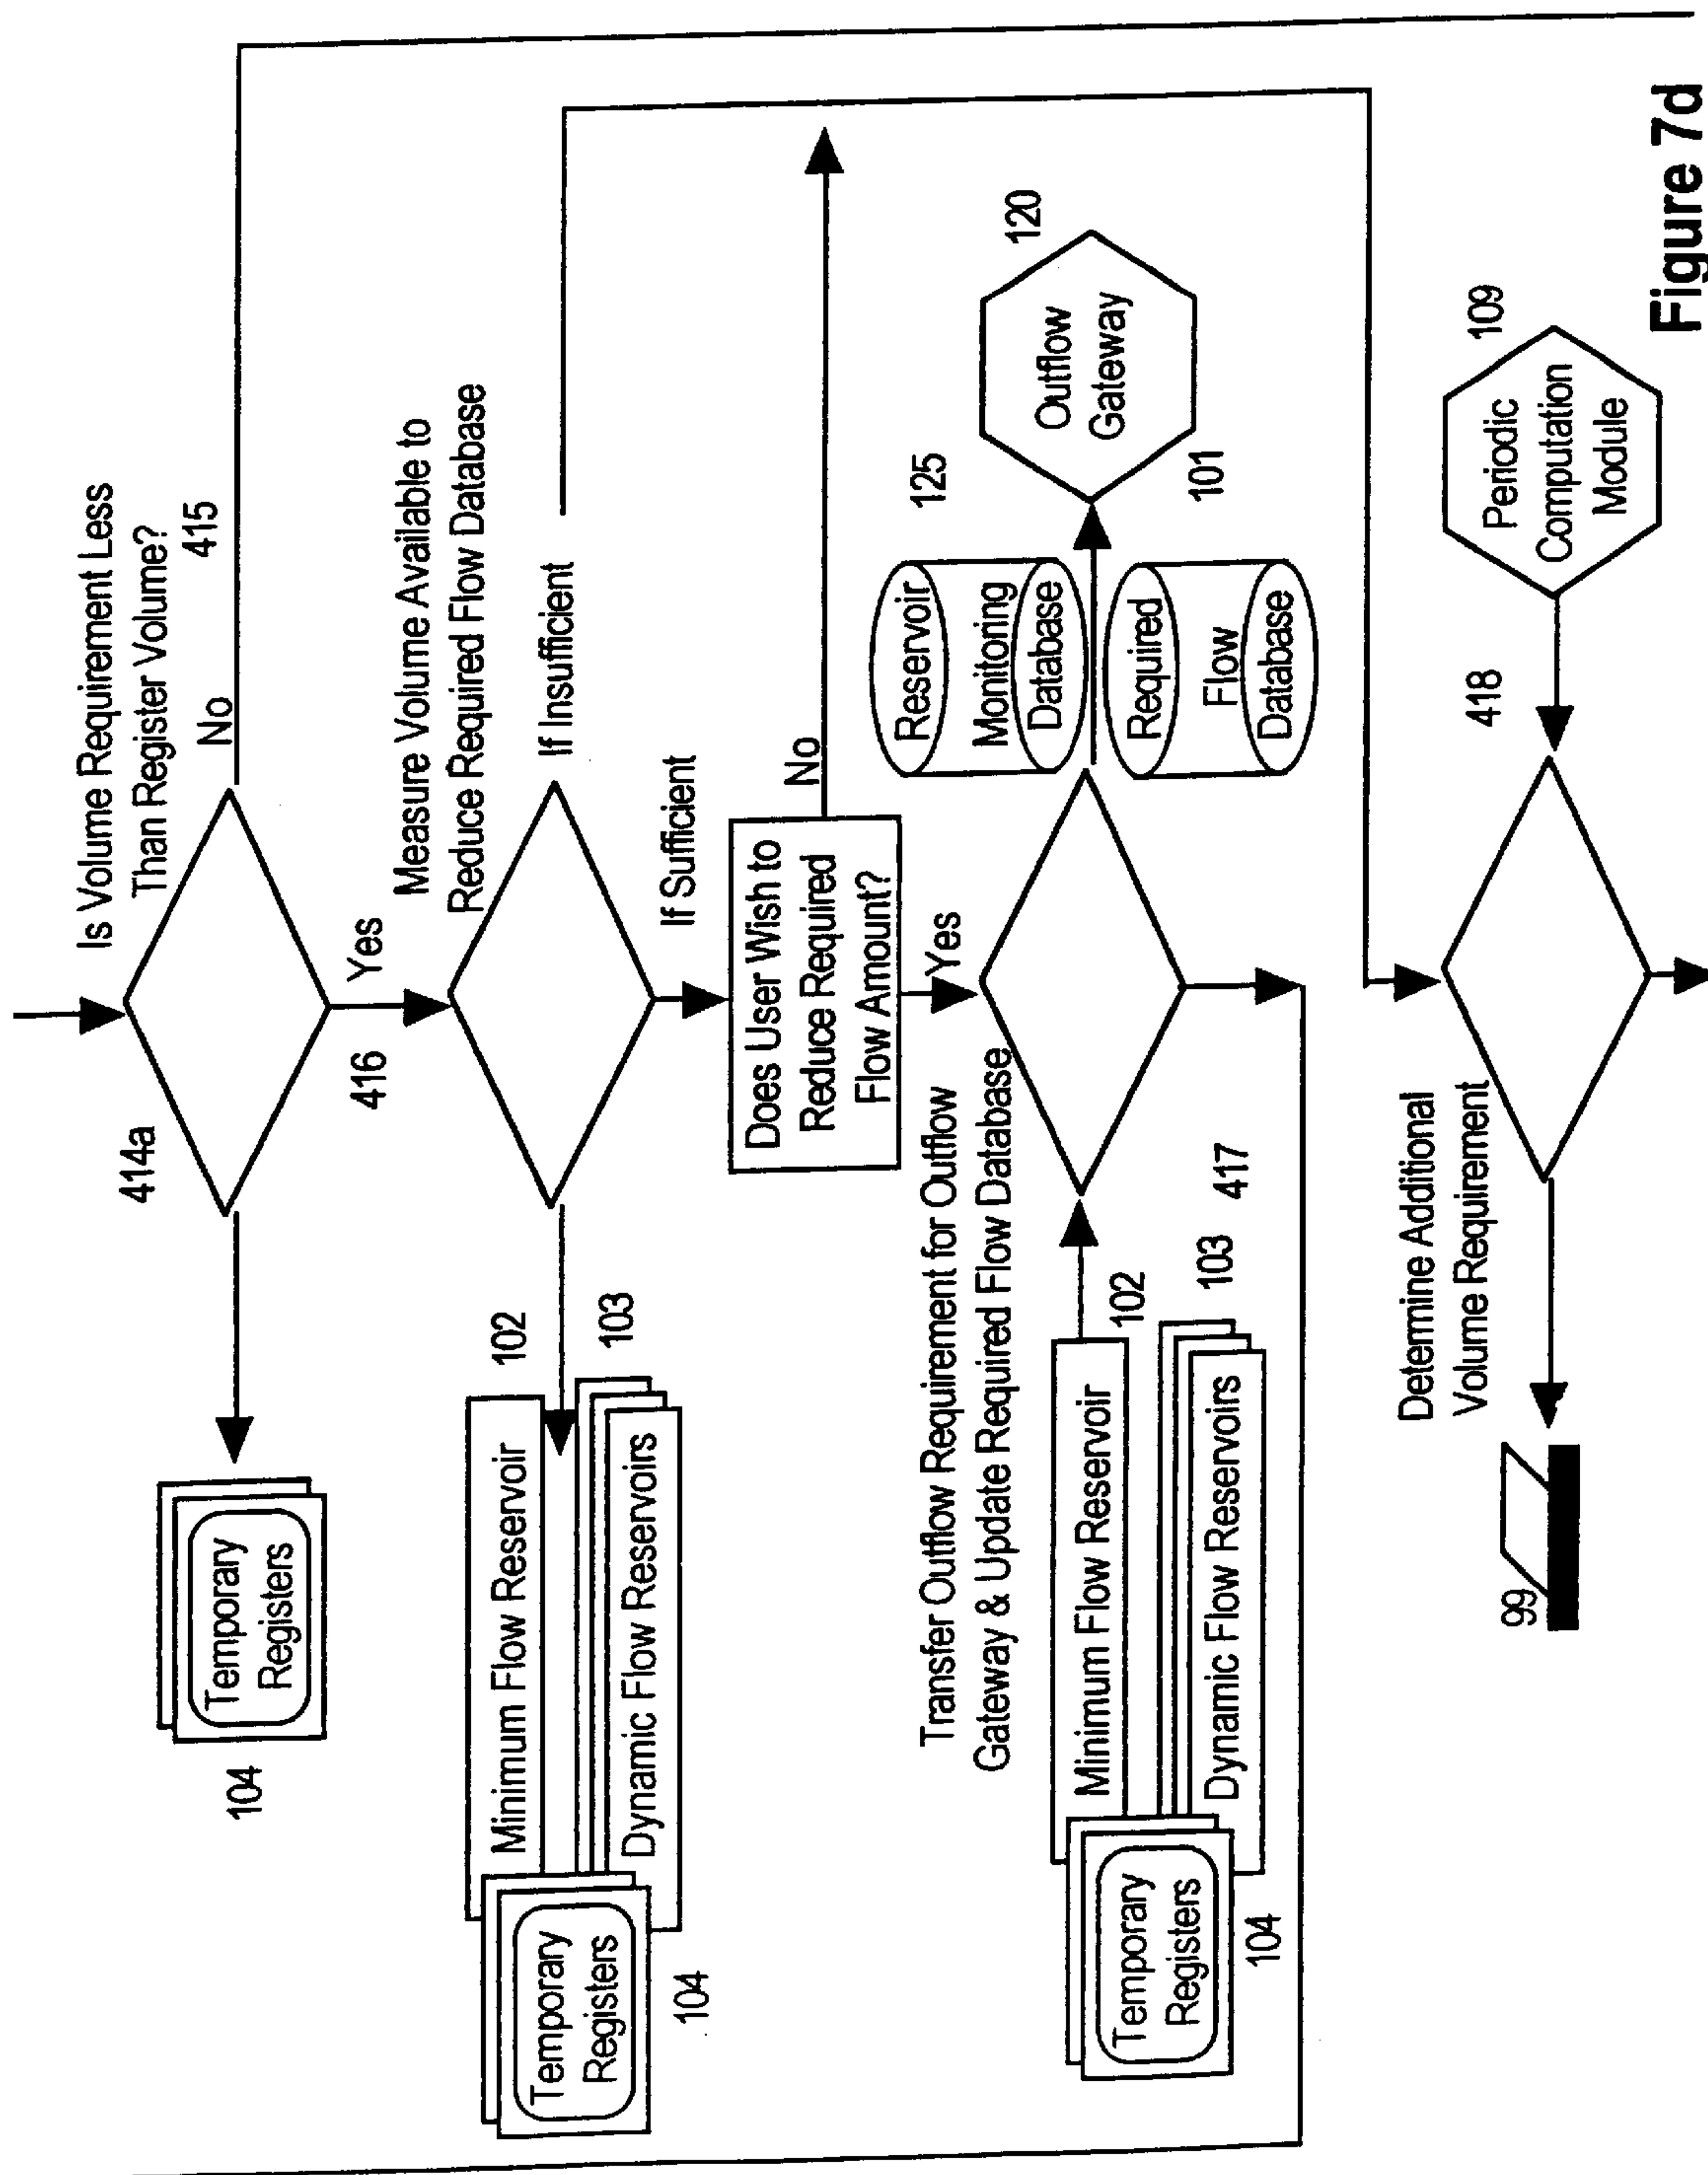 Is Volume Requirement Less
Than Register Volume?
414a
415
No
Temporary
Registers
104
Yes
416
Measure Volume Available to
Reduce Required Flow Database
If Insufficient
Minimum Flow Reservoir
102
103
Dynamic Flow Reservoirs
Temporary
Registers
104
If Sufficient
Does User Wish to
Reduce Required
Flow Amount?
No
Yes
Transfer Outflow Requirement for Outflow
Gateway & Update Required Flow Database
417
Minimum Flow Reservoir
102
103
Dynamic Flow Reservoirs
Temporary
Registers
104
Reservoir
Monitoring
Database
125
Required
Flow
Database
101
Outflow
Gateway
120
Determine Additional
Volume Requirement
418
99
Periodic
Computation
Module
109
Figure 7d